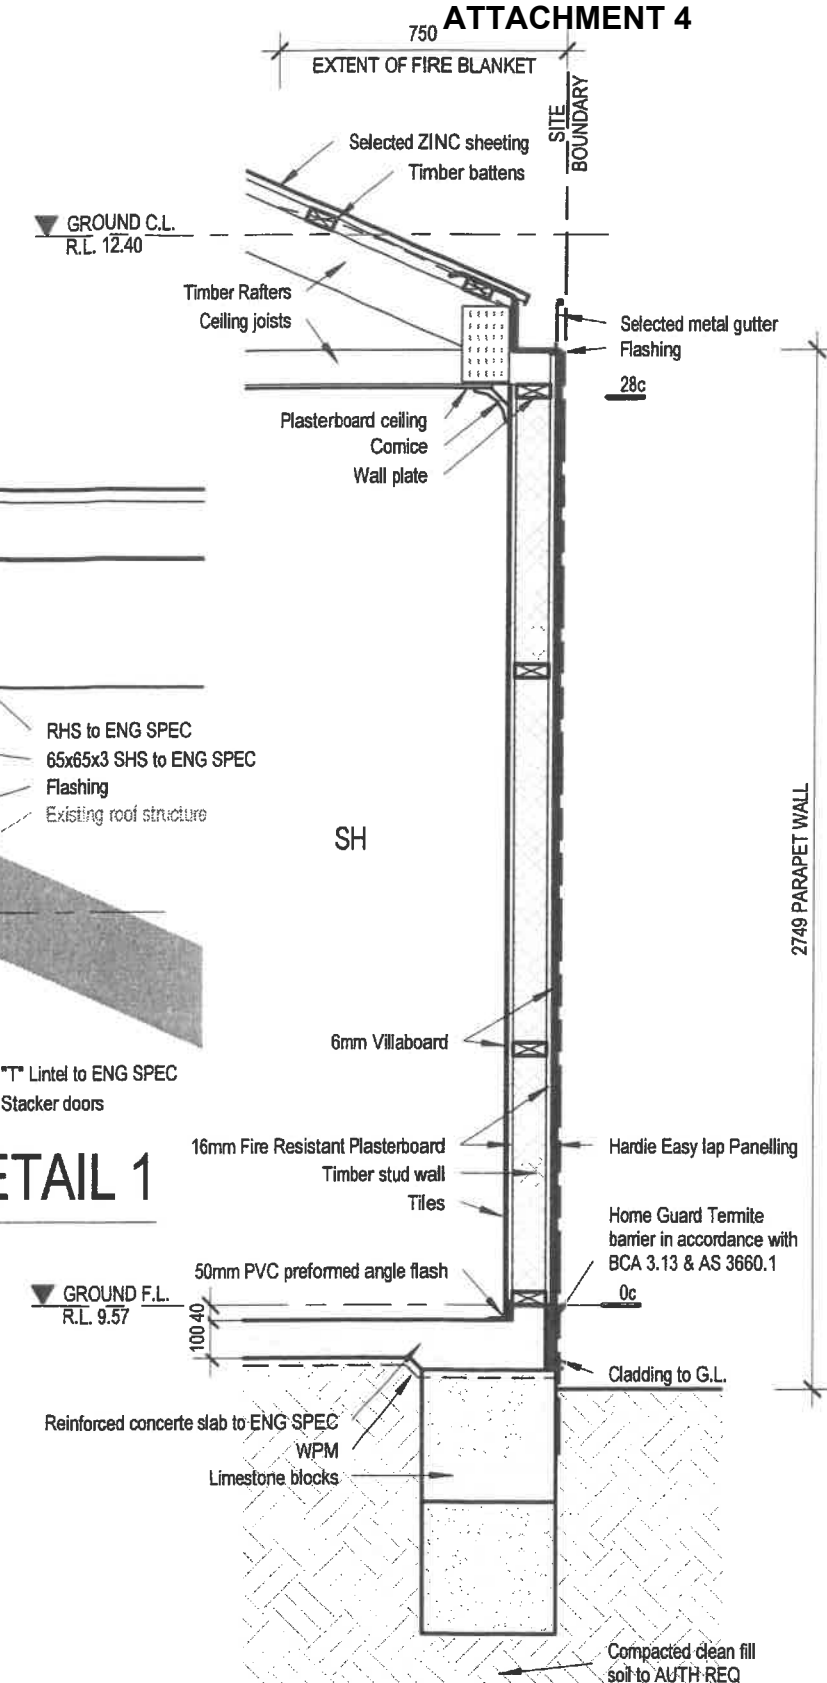 ATTACHMENT 4
750
EXTENT OF FIRE BLANKET
SITE
BOUNDARY
Selected ZINC sheeting
Timber battens
GROUND C.L.
R.L. 12.40
Timber Rafters
Ceiling joists
Selected metal gutter
Flashing
28c
Plasterboard ceiling
Cornice
Wall plate
RHS to ENG SPEC
65x65x3 SHS to ENG SPEC
Flashing
Existing roof structure
SH
2749 PARAPET WALL
6mm Villaboard
"T" Lintel to ENG SPEC
Stacker doors
ETAIL 1
16mm Fire Resistant Plasterboard
Timber stud wall
Tiles
Hardie Easy lap Panelling
Home Guard Termite
barrier in accordance with
BCA 3.13 & AS 3660.1
50mm PVC preformed angle flash
GROUND F.L.
R.L. 9.57
0c
100 40
Cladding to G.L.
Reinforced concerte slab to ENG SPEC
WPM
Limestone blocks
Compacted clean fill
soil to AUTH REQ